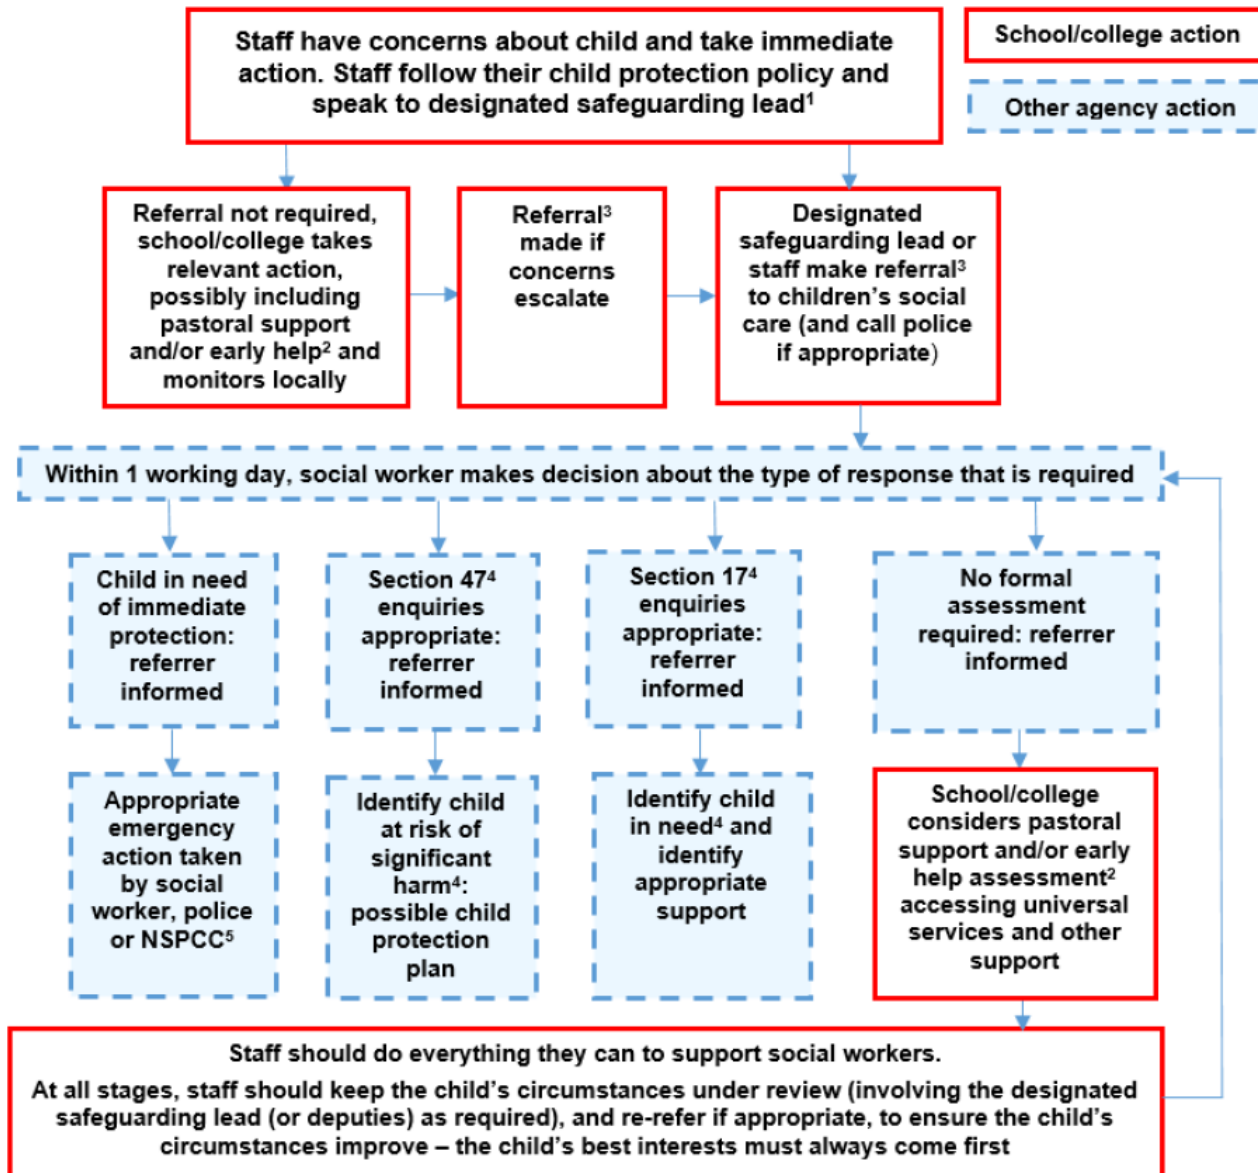 Staff have concerns about child and take immediate
action. Staff follow their child protection policy and
speak to designated safeguarding lead¹
School/college action
Other agency action
Referral not required,
school/college takes
relevant action,
possibly including
pastoral support
and/or early help² and
monitors locally
Referral³
made if
concerns
escalate
Designated
safeguarding lead or
staff make referral³
to children's social
care (and call police
if appropriate)
Within 1 working day, social worker makes decision about the type of response that is required
Child in need
of immediate
protection:
referrer
informed
Section 47⁴
enquiries
appropriate:
referrer
informed
Section 17⁴
enquiries
appropriate:
referrer
informed
No formal
assessment
required: referrer
informed
Appropriate
emergency
action taken
by social
worker, police
or NSPCC⁵
Identify child
at risk of
significant
harm⁴:
possible child
protection
plan
Identify child
in need⁴ and
identify
appropriate
support
School/college
considers pastoral
support and/or early
help assessment²
accessing universal
services and other
support
Staff should do everything they can to support social workers.
At all stages, staff should keep the child's circumstances under review (involving the designated
safeguarding lead (or deputies) as required), and re-refer if appropriate, to ensure the child's
circumstances improve – the child's best interests must always come first